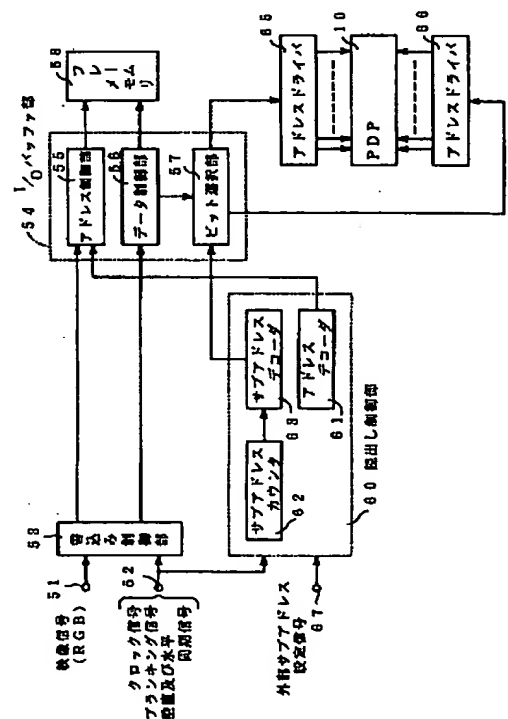 映像信号
(RGB)
51
クロック信号
ブランキング信号
垂直及び水平
同期信号
52
53
書込み制御部
54 I/Oバッファ部
アドレス制御部
55
データ制御部
56
ビット選択部
57
フレームメモリ
58
外部サブアドレス
設定信号
67
サブアドレス
カウンタ
62
サブアドレス
デコーダ
63
アドレス
デコーダ
61
60 読出し制御部
65
アドレスドライバ
PDP
10
アドレスドライバ
66